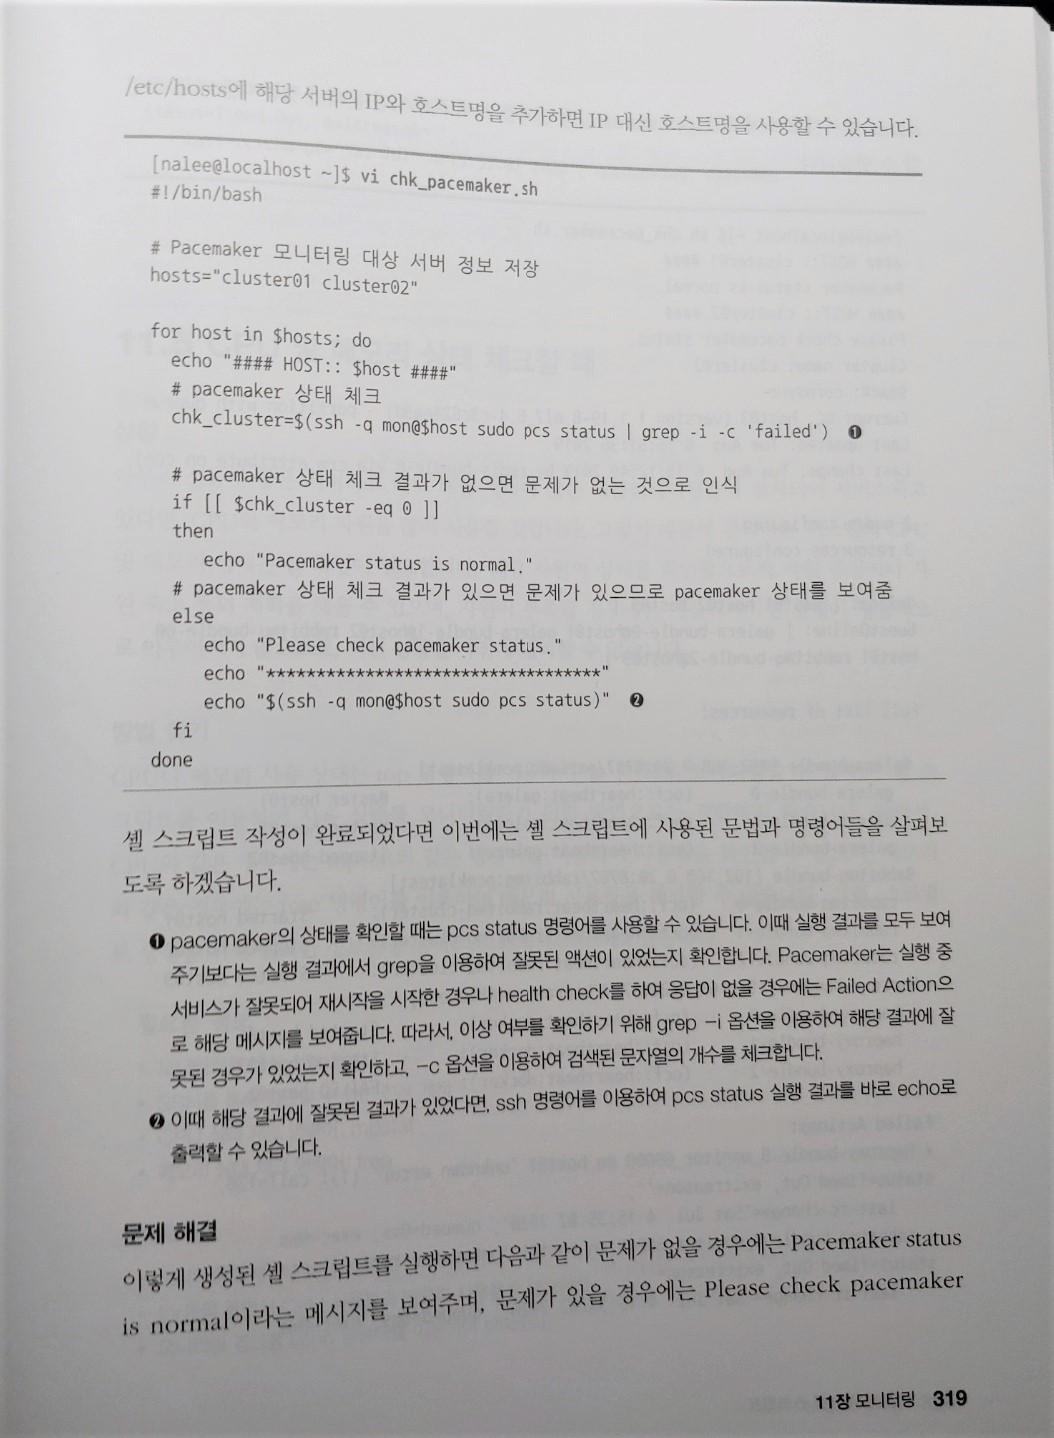 /etc/hosts에 해당 서버의 IP와 호스트명을 추가하면 IP 대신 호스트명을 사용할 수 있습니다.
[nalee@localhost ~]$ vi chk_pacemaker.sh
#!/bin/bash
# Pacemaker 모니터링 대상 서버 정보 저장
hosts="cluster01 cluster02"
for host in $hosts; do
echo "#### HOST:: $host ####"
# pacemaker 상태 체크
chk_cluster=$(ssh -q mon@$host sudo pcs status | grep -i -c 'failed') ❶
# pacemaker 상태 체크 결과가 없으면 문제가 없는 것으로 인식
if [[ $chk_cluster -eq 0 ]]
then
echo "Pacemaker status is normal."
# pacemaker 상태 체크 결과가 있으면 문제가 있으므로 pacemaker 상태를 보여줌
else
echo "Please check pacemaker status."
echo "*********************************"
echo "$(ssh -q mon@$host sudo pcs status)" ❷
fi
done
셸 스크립트 작성이 완료되었다면 이번에는 셸 스크립트에 사용된 문법과 명령어들을 살펴보
도록 하겠습니다.
❶ pacemaker의 상태를 확인할 때는 pcs status 명령어를 사용할 수 있습니다. 이때 실행 결과를 모두 보여
주기보다는 실행 결과에서 grep을 이용하여 잘못된 액션이 있었는지 확인합니다. Pacemaker는 실행 중
서비스가 잘못되어 재시작을 시작한 경우나 health check를 하여 응답이 없을 경우에는 Failed Action으
로 해당 메시지를 보여줍니다. 따라서, 이상 여부를 확인하기 위해 grep –i 옵션을 이용하여 해당 결과에 잘
못된 경우가 있었는지 확인하고, –c 옵션을 이용하여 검색된 문자열의 개수를 체크합니다.
❷ 이때 해당 결과에 잘못된 결과가 있었다면, ssh 명령어를 이용하여 pcs status 실행 결과를 바로 echo로
출력할 수 있습니다.
문제 해결
이렇게 생성된 셸 스크립트를 실행하면 다음과 같이 문제가 없을 경우에는 Pacemaker status
is normal이라는 메시지를 보여주며, 문제가 있을 경우에는 Please check pacemaker
11장 모니터링 319